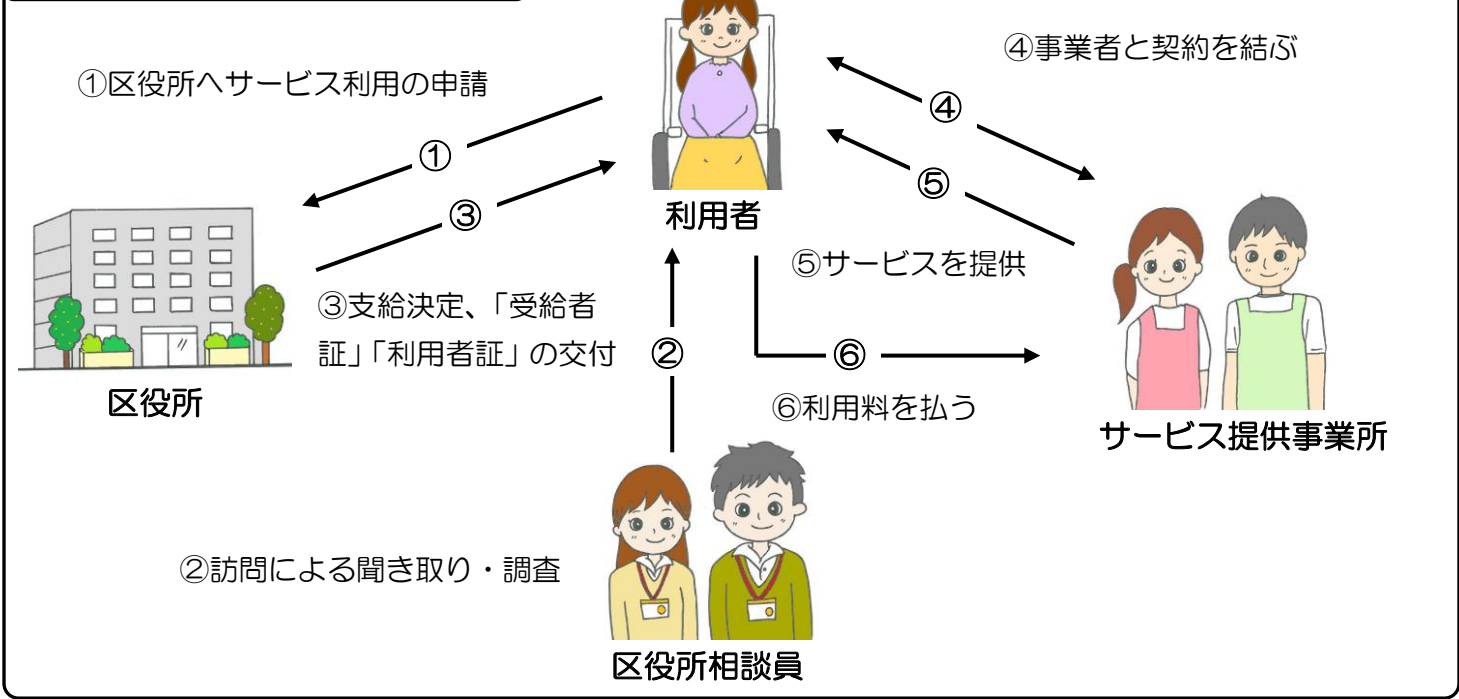 ①区役所へサービス利用の申請
④事業者と契約を結ぶ
④
①
⑤
③
利用者
⑤サービスを提供
③支給決定、「受給者
証」「利用者証」の交付
②
⑥
区役所
⑥利用料を払う
サービス提供事業所
②訪問による聞き取り・調査
区役所相談員